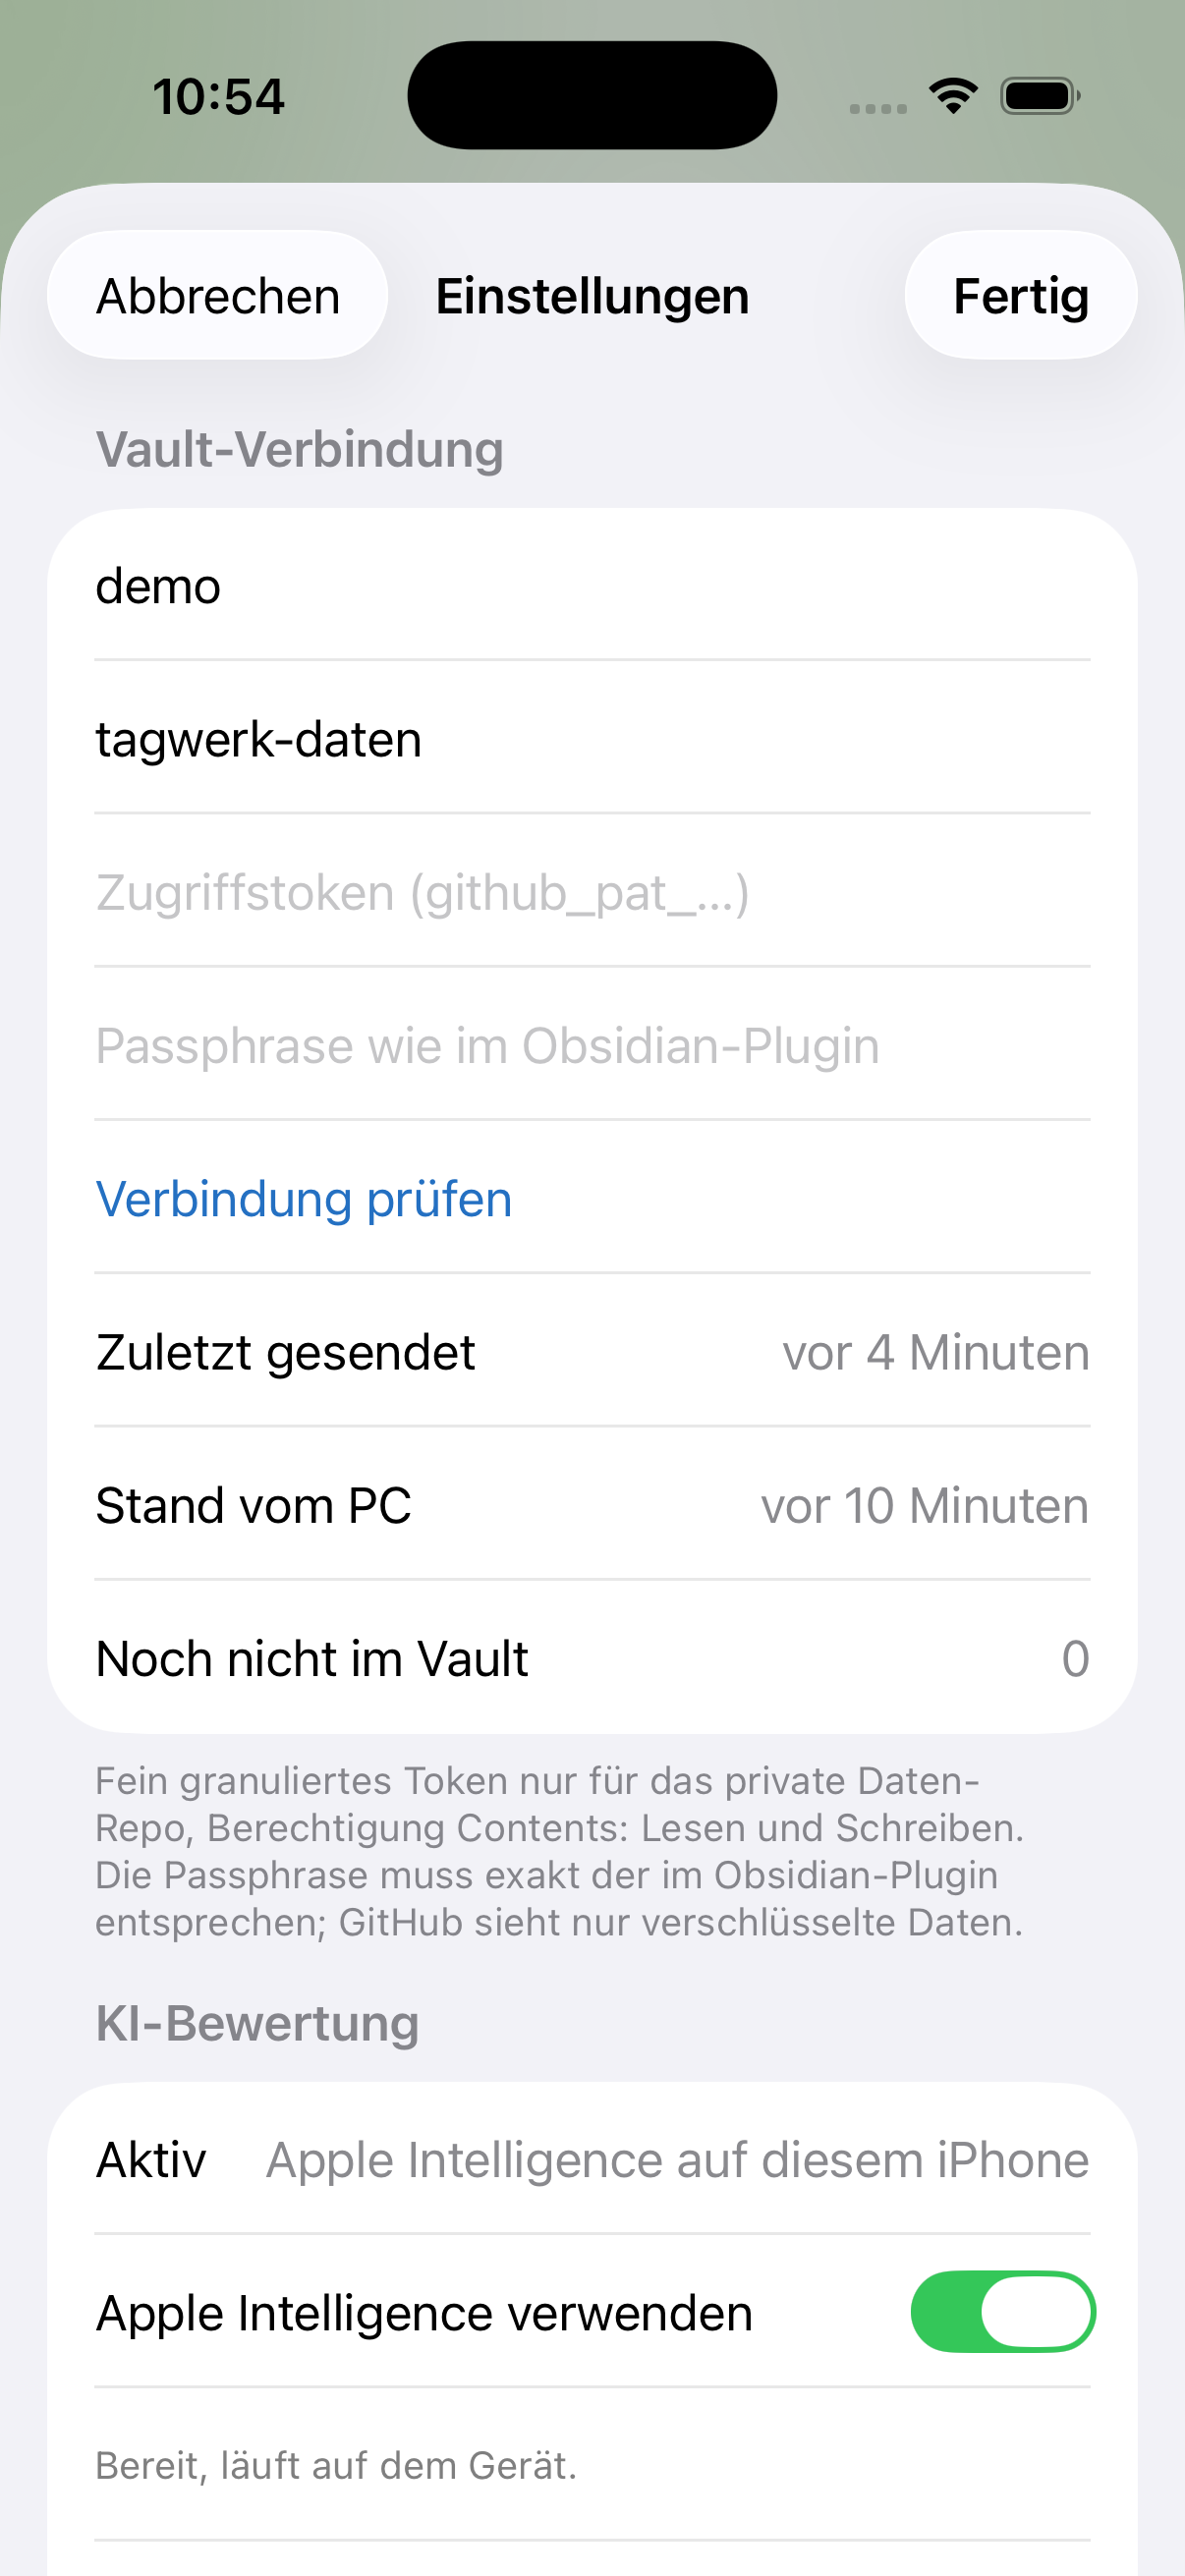 10:54
Abbrechen
Einstellungen
Fertig
Vault-Verbindung
demo
tagwerk-daten
Zugriffstoken (github_pat_...)
Passphrase wie im Obsidian-Plugin
Verbindung prüfen
Zuletzt gesendet vor 4 Minuten
Stand vom PC vor 10 Minuten
Noch nicht im Vault 0
Fein granuliertes Token nur für das private Daten-
Repo, Berechtigung Contents: Lesen und Schreiben.
Die Passphrase muss exakt der im Obsidian-Plugin
entsprechen; GitHub sieht nur verschlüsselte Daten.
KI-Bewertung
Aktiv Apple Intelligence auf diesem iPhone
Apple Intelligence verwenden
Bereit, läuft auf dem Gerät.